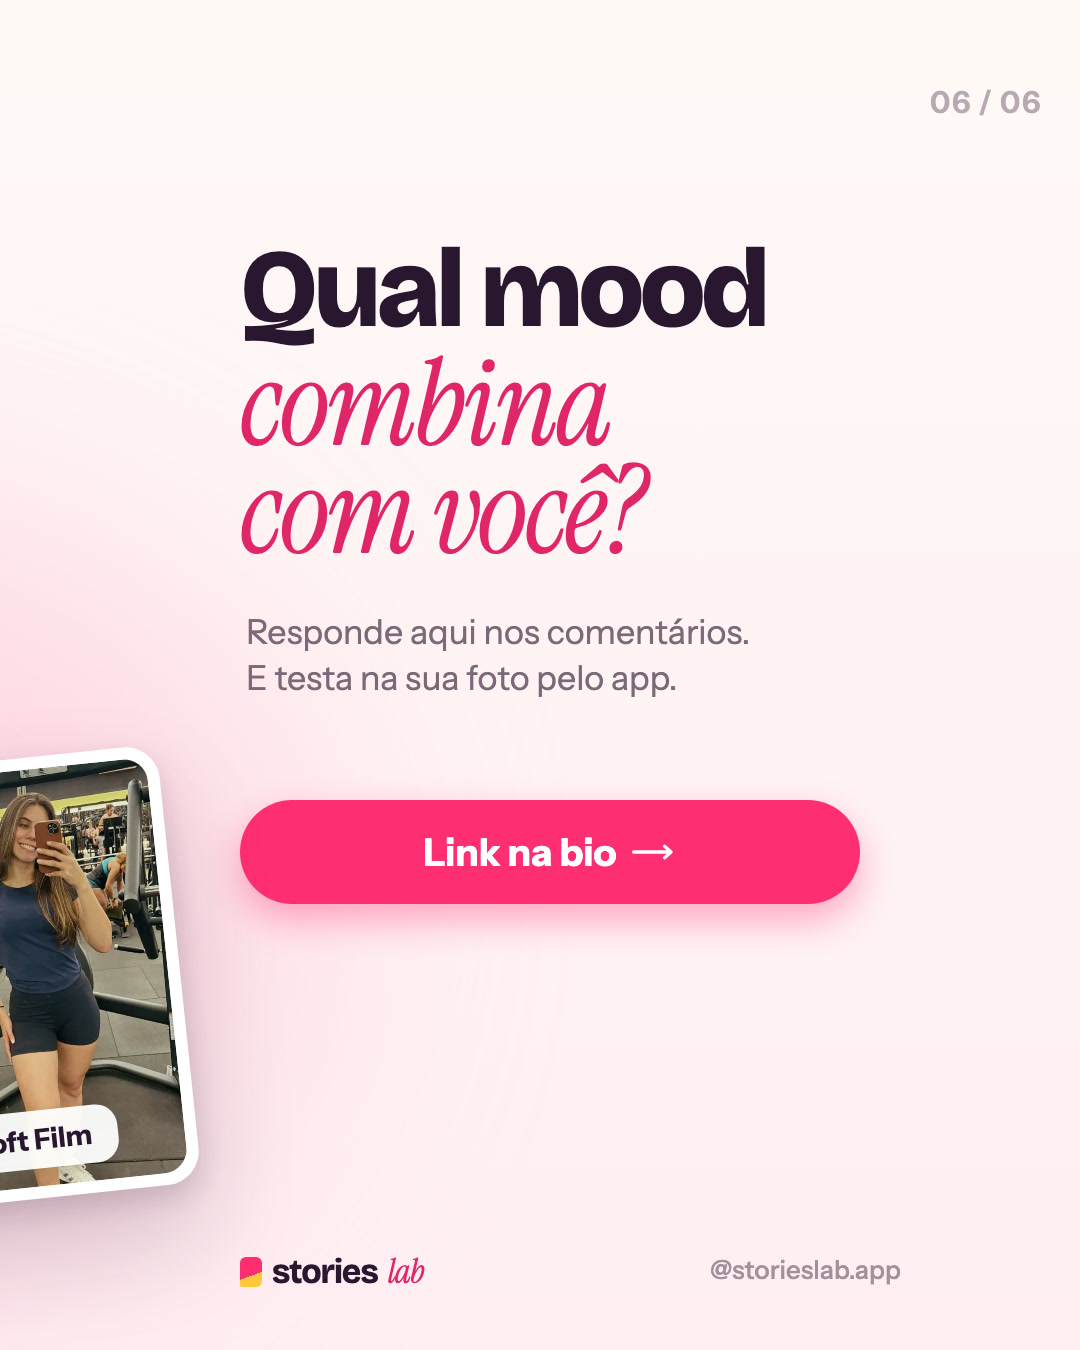 06 / 06
Qual mood
combina
com você?
Responde aqui nos comentários.
E testa na sua foto pelo app.
Link na bio →
oft Film
stories lab
@storieslab.app